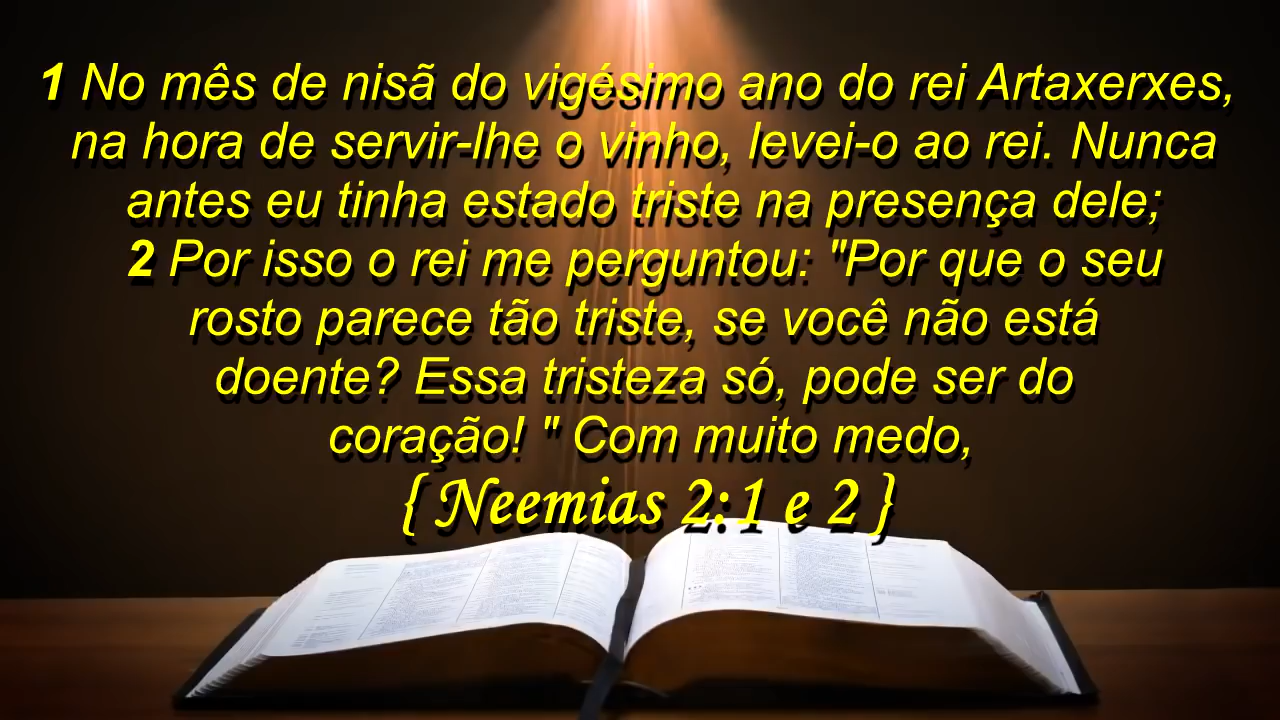 1 No mês de nisã do vigésimo ano do rei Artaxerxes,
na hora de servir-lhe o vinho, levei-o ao rei. Nunca
antes eu tinha estado triste na presença dele;
2 Por isso o rei me perguntou: "Por que o seu
rosto parece tão triste, se você não está
doente? Essa tristeza só, pode ser do
coração! " Com muito medo,
{ Neemias 2:1 e 2 }